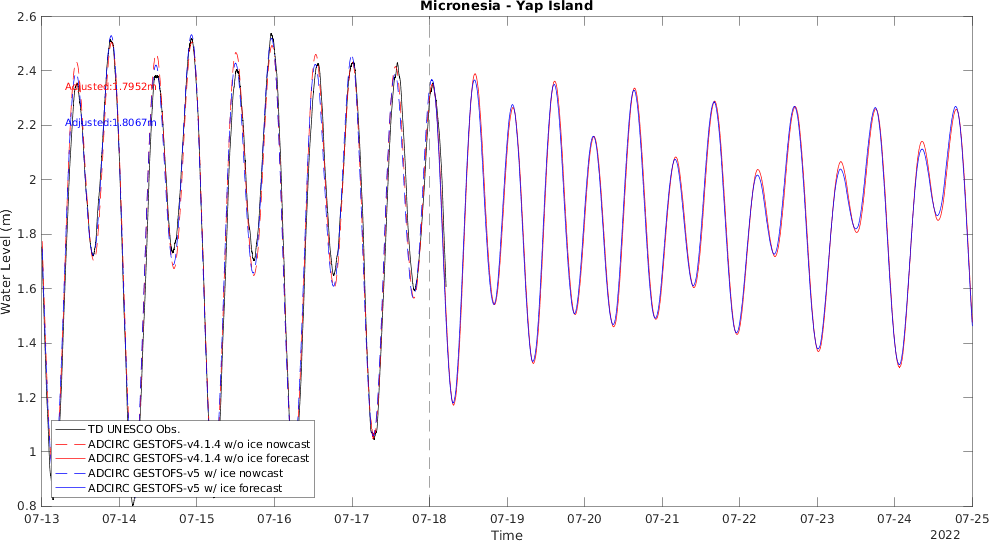 Micronesia - Yap Island
2.6
2.4
2.2
2
1.8
1.6
1.4
1.2
1
0.8
Water Level (m)
Adjusted:1.7952m
Adjusted:1.8067m
TD UNESCO Obs.
ADCIRC GESTOFS-v4.1.4 w/o ice nowcast
ADCIRC GESTOFS-v4.1.4 w/o ice forecast
ADCIRC GESTOFS-v5 w/ ice nowcast
ADCIRC GESTOFS-v5 w/ ice forecast
07-13 07-14 07-15 07-16 07-17 07-18 07-19 07-20 07-21 07-22 07-23 07-24 07-25
Time
2022